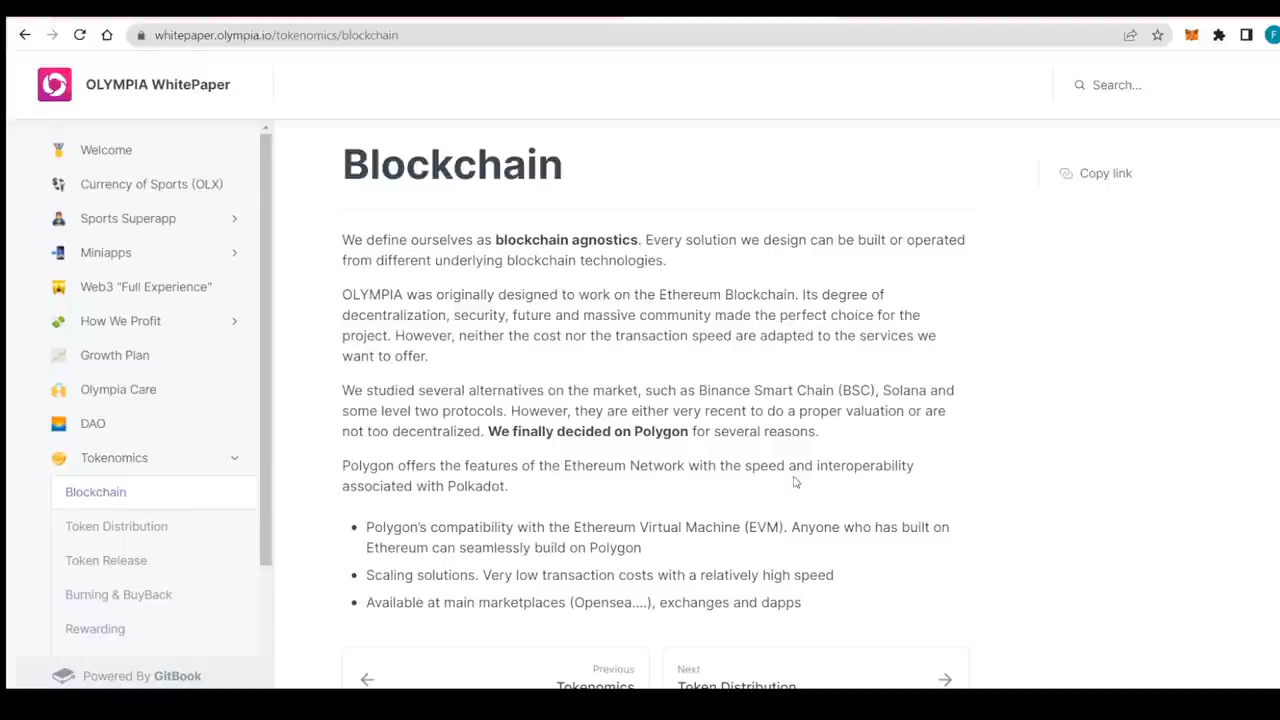 whitepaper.olympia.io/tokenomics/blockchain
F
OLYMPIA WhitePaper
Search...
Welcome
Currency of Sports (OLX)
Sports Superapp
Miniapps
Web3 "Full Experience"
How We Profit
Growth Plan
Olympia Care
DAO
Tokenomics
Blockchain
Token Distribution
Token Release
Burning & BuyBack
Rewarding
Powered By GitBook
Blockchain
Copy link
We define ourselves as blockchain agnostics. Every solution we design can be built or operated
from different underlying blockchain technologies.
OLYMPIA was originally designed to work on the Ethereum Blockchain. Its degree of
decentralization, security, future and massive community made the perfect choice for the
project. However, neither the cost nor the transaction speed are adapted to the services we
want to offer.
We studied several alternatives on the market, such as Binance Smart Chain (BSC), Solana and
some level two protocols. However, they are either very recent to do a proper valuation or are
not too decentralized. We finally decided on Polygon for several reasons.
Polygon offers the features of the Ethereum Network with the speed and interoperability
associated with Polkadot.
• Polygon's compatibility with the Ethereum Virtual Machine (EVM). Anyone who has built on
Ethereum can seamlessly build on Polygon
• Scaling solutions. Very low transaction costs with a relatively high speed
• Available at main marketplaces (Opensea....), exchanges and dapps
Previous
Tokenomics
Next
Token Distribution